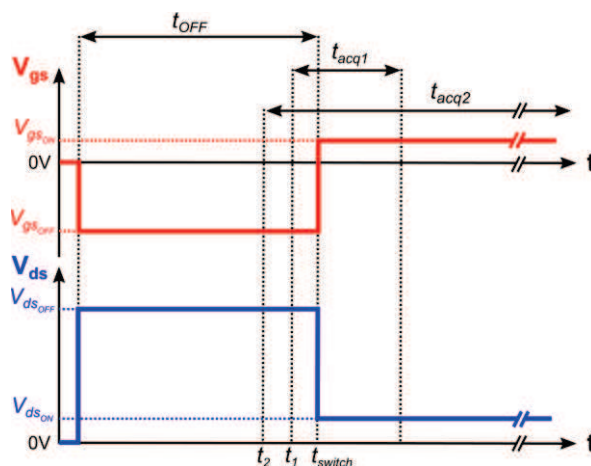 t_OFF
V_gs
t_acq1
t_acq2
V_gs_ON
0V
t
V_gs_OFF
V_ds
V_ds_OFF
V_ds_ON
0V
t
t_2 t_1 t_switch